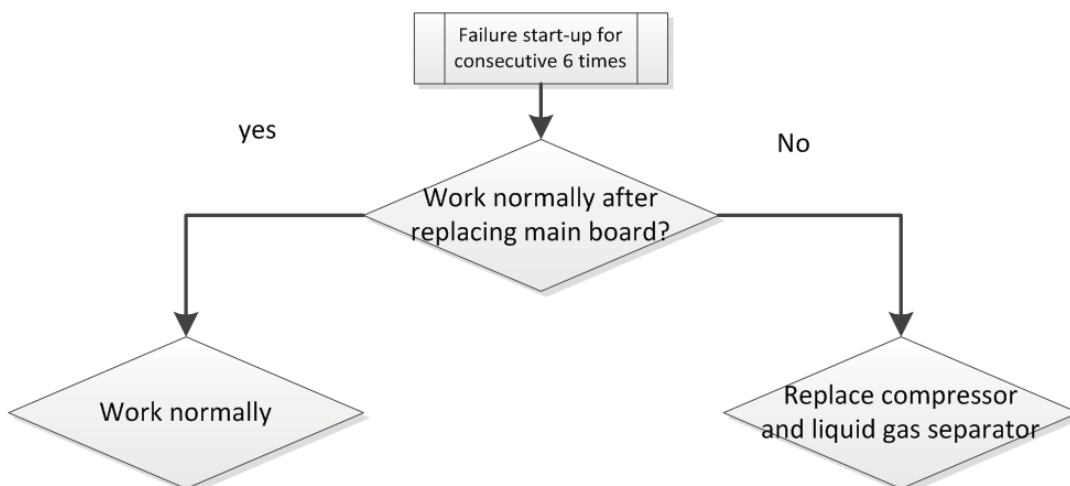 Failure start-up for
consecutive 6 times
yes
No
Work normally after
replacing main board?
Work normally
Replace compressor
and liquid gas separator